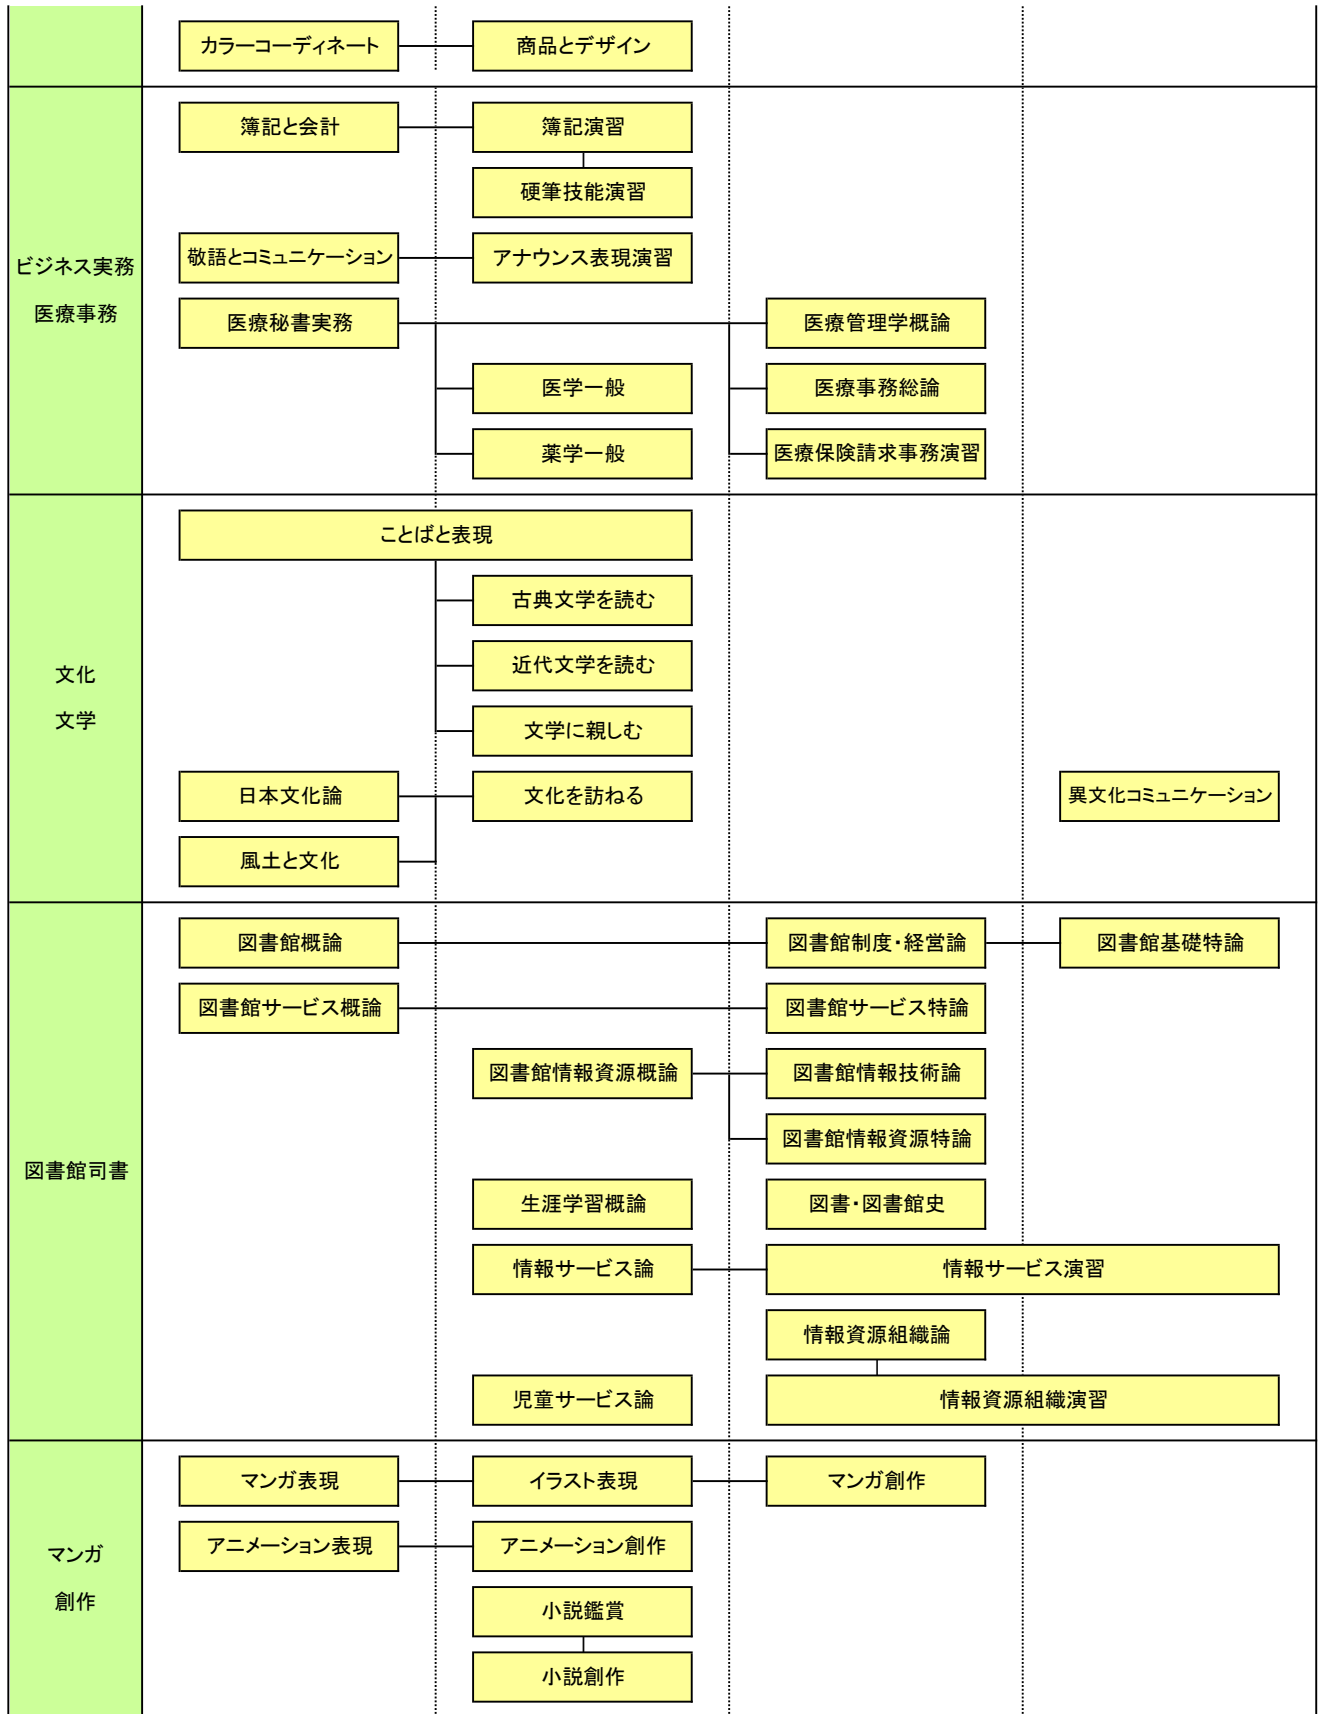 カラーコーディネート
商品とデザイン
ビジネス実務
医療事務
簿記と会計
簿記演習
硬筆技能演習
敬語とコミュニケーション
アナウンス表現演習
医療秘書実務
医療管理学概論
医学一般
医療事務総論
薬学一般
医療保険請求事務演習
文化
文学
ことばと表現
古典文学を読む
近代文学を読む
文学に親しむ
日本文化論
文化を訪ねる
異文化コミュニケーション
風土と文化
図書館司書
図書館概論
図書館制度・経営論
図書館基礎特論
図書館サービス概論
図書館サービス特論
図書館情報資源概論
図書館情報技術論
図書館情報資源特論
生涯学習概論
図書・図書館史
情報サービス論
情報サービス演習
情報資源組織論
児童サービス論
情報資源組織演習
マンガ
創作
マンガ表現
イラスト表現
マンガ創作
アニメーション表現
アニメーション創作
小説鑑賞
小説創作